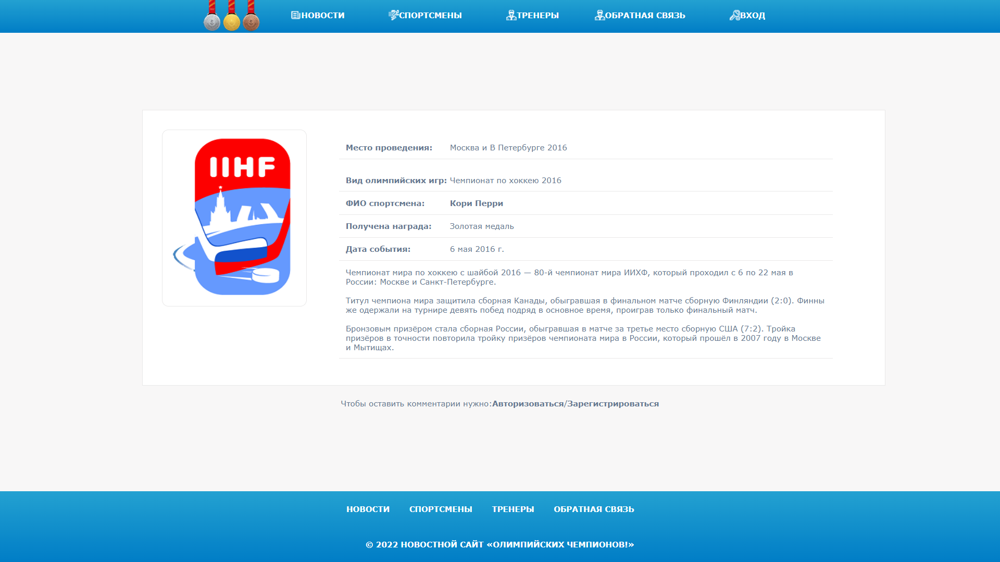 НОВОСТИ СПОРТСМЕНЫ ТРЕНЕРЫ ОБРАТНАЯ СВЯЗЬ ВХОД
IIHF
Место проведения: Москва и В Петербурге 2016
Вид олимпийских игр: Чемпионат по хоккею 2016
ФИО спортсмена: Кори Перри
Получена награда: Золотая медаль
Дата события: 6 мая 2016 г.
Чемпионат мира по хоккею с шайбой 2016 — 80-й чемпионат мира ИИХФ, который проходил с 6 по 22 мая в
России: Москве и Санкт-Петербурге.
Титул чемпиона мира защитила сборная Канады, обыгравшая в финальном матче сборную Финляндии (2:0). Финны
же одержали на турнире девять побед подряд в основное время, проиграв только финальный матч.
Бронзовым призёром стала сборная России, обыгравшая в матче за третье место сборную США (7:2). Тройка
призёров в точности повторила тройку призёров чемпионата мира в России, который прошёл в 2007 году в Москве
и Мытищах.
Чтобы оставить комментарии нужно:Авторизоваться/Зарегистрироваться
НОВОСТИ СПОРТСМЕНЫ ТРЕНЕРЫ ОБРАТНАЯ СВЯЗЬ
© 2022 НОВОСТНОЙ САЙТ «ОЛИМПИЙСКИХ ЧЕМПИОНОВ!»